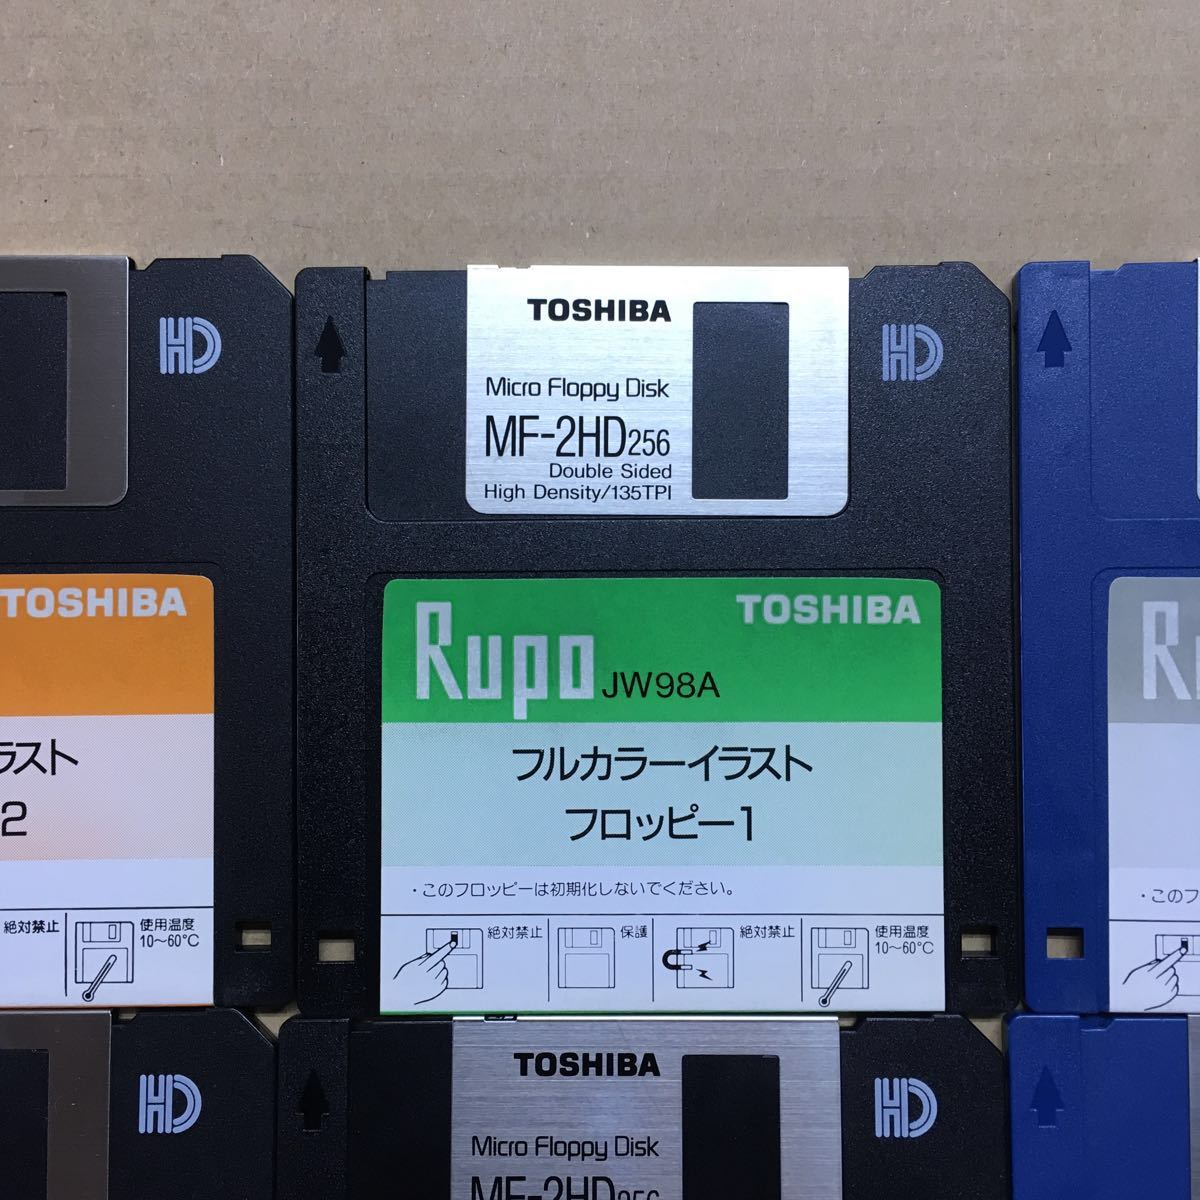 HD
TOSHIBA
Micro Floppy Disk
MF-2HD256
Double Sided
High Density/135TPI
HD
TOSHIBA
ラスト
2
絶対禁止
使用温度
10〜60°C
Rupo JW98A
TOSHIBA
フルカラーイラスト
フロッピー1
・このフロッピーは初期化しないでください。
絶対禁止
保護
絶対禁止
使用温度
10〜60°C
R
・このフ
HD
TOSHIBA
Micro Floppy Disk
MF-2HD256
HD